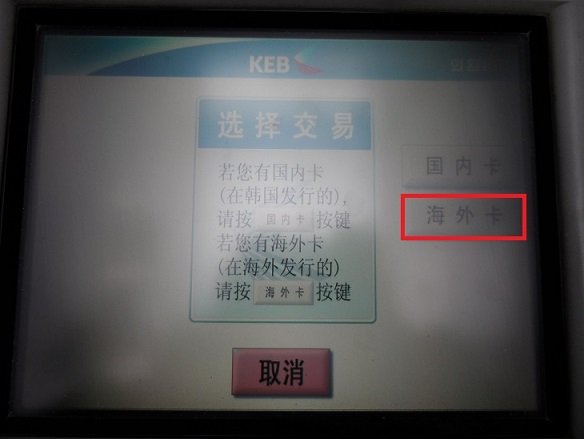 KEB
选择交易
若您有国内卡
(在韩国发行的),
请按 国内卡 按键
若您有海外卡
(在海外发行的)
请按 海外卡 按键
国内卡
海外卡
取消